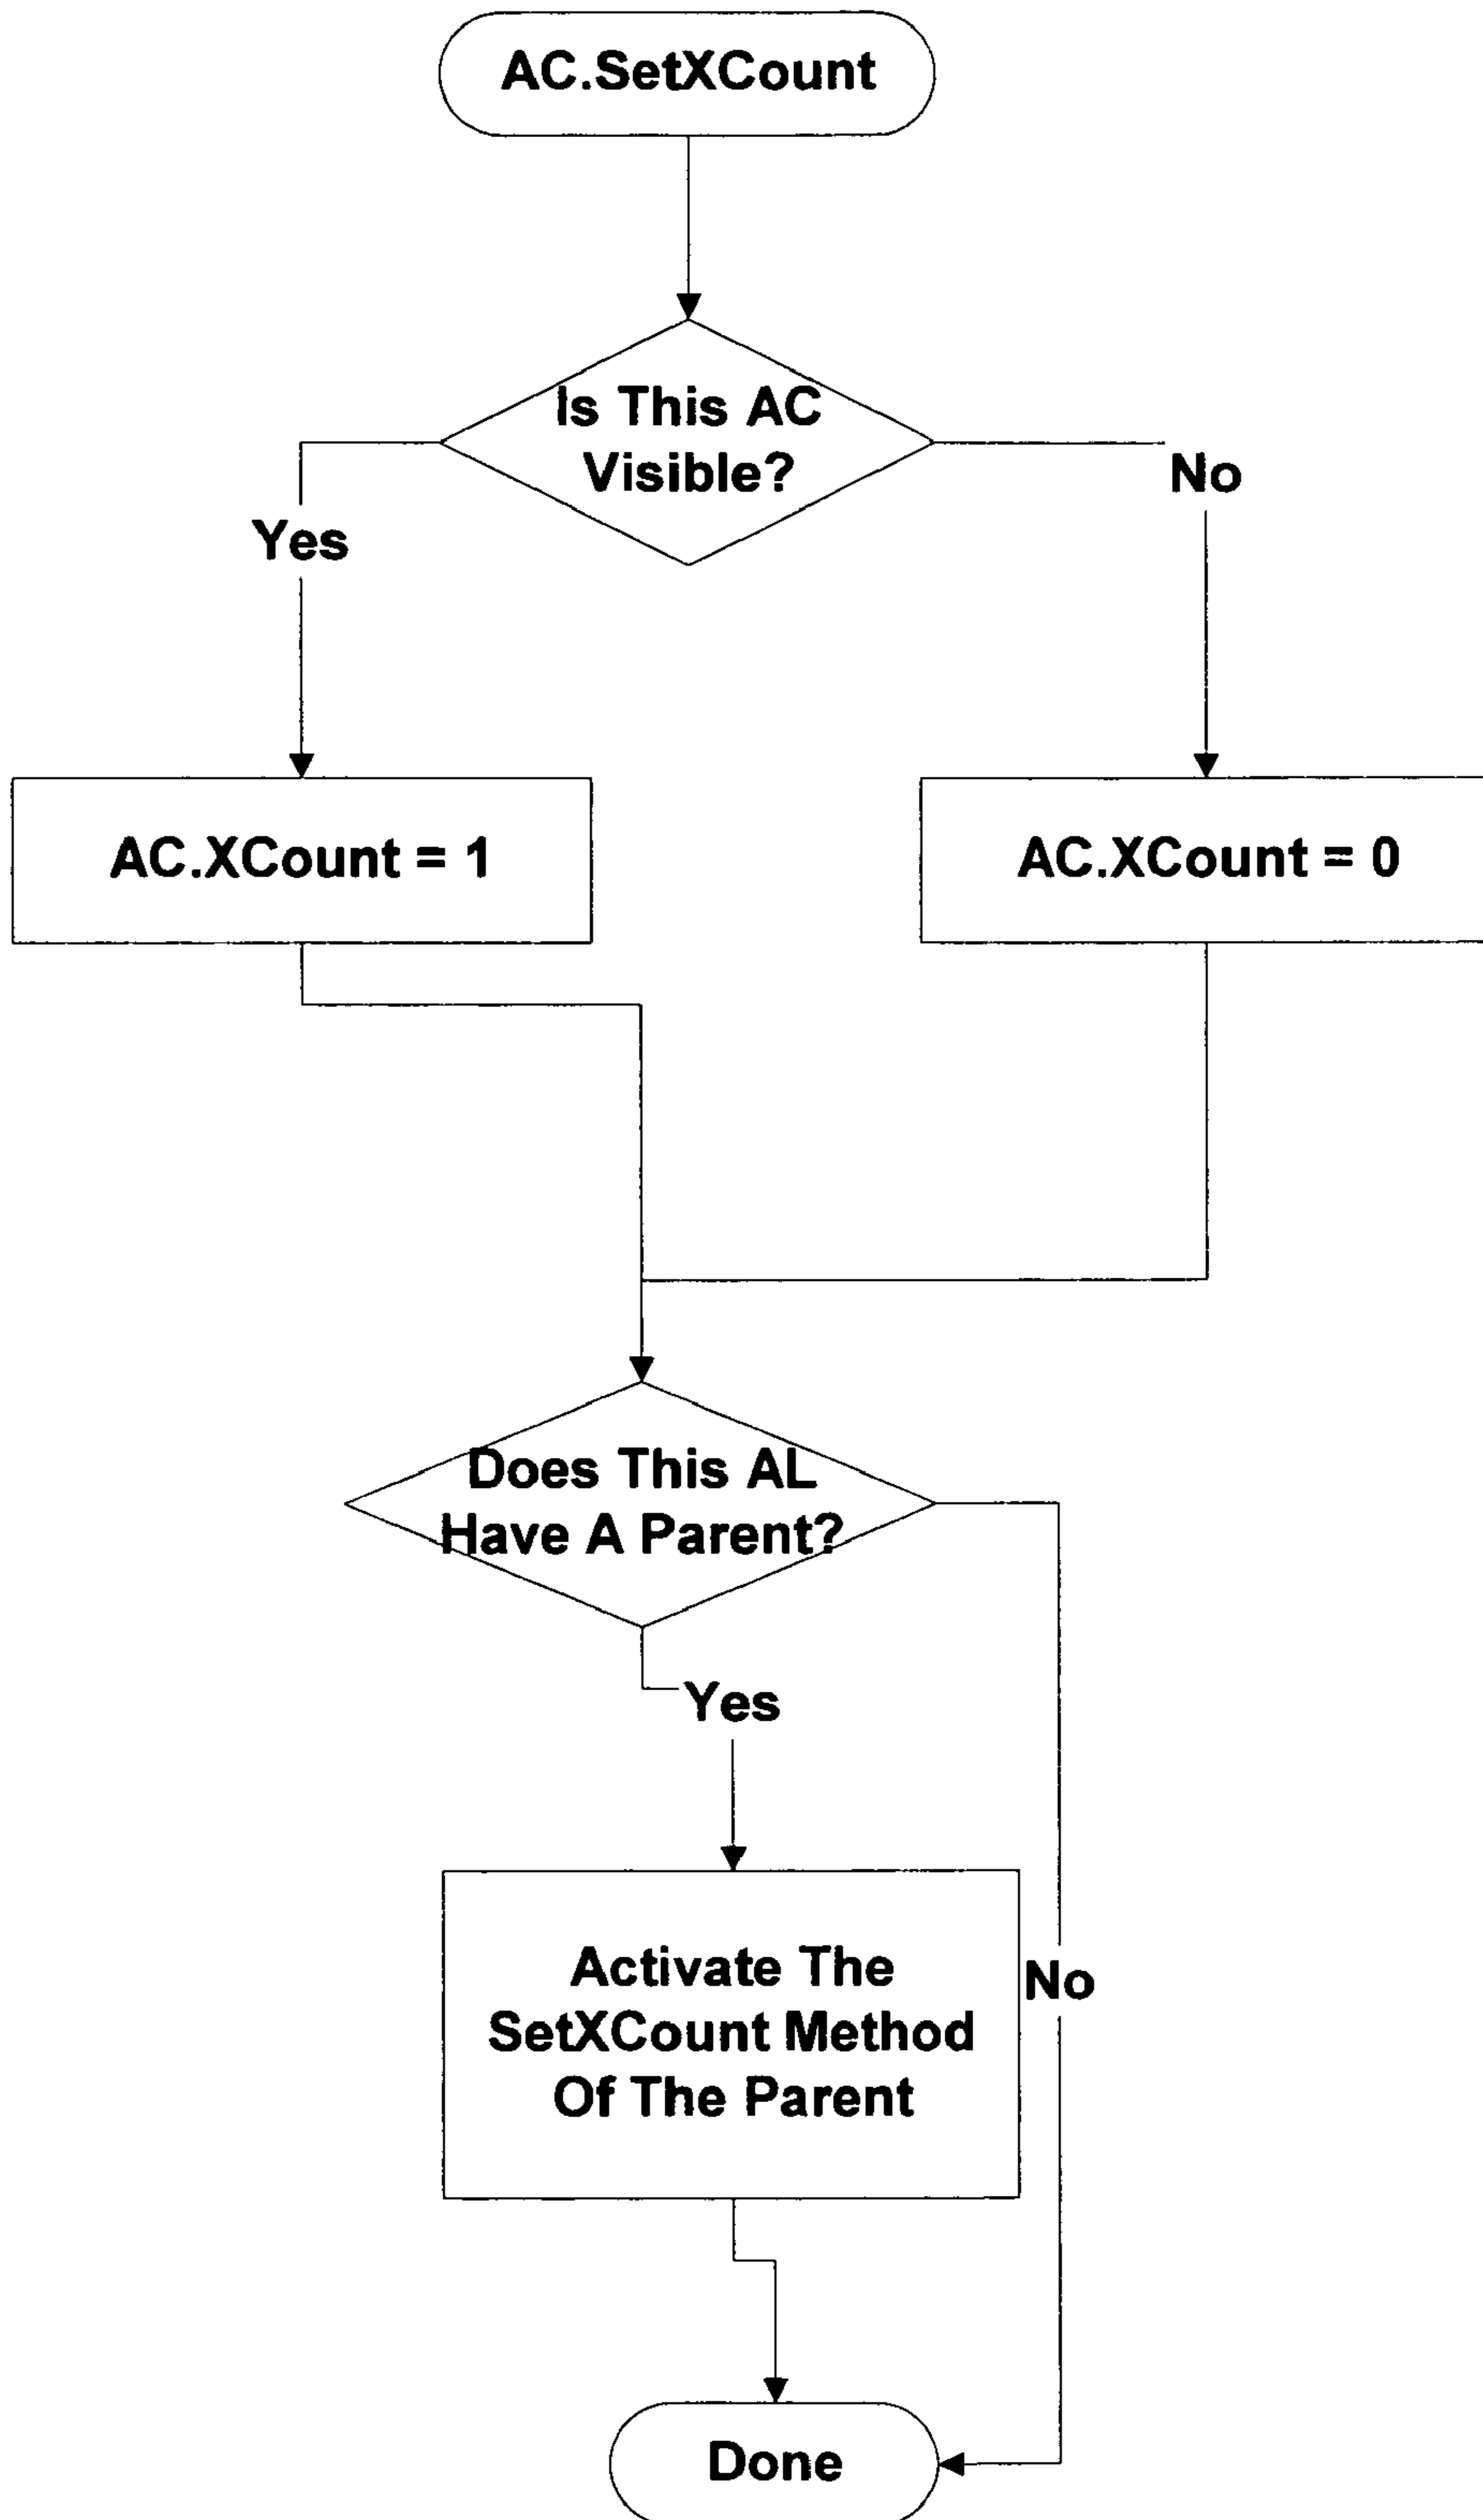 AC.SetXCount
Is This AC
Visible?
Yes
No
AC.XCount = 1
AC.XCount = 0
Does This AL
Have A Parent?
Yes
Activate The
SetXCount Method
Of The Parent
No
Done